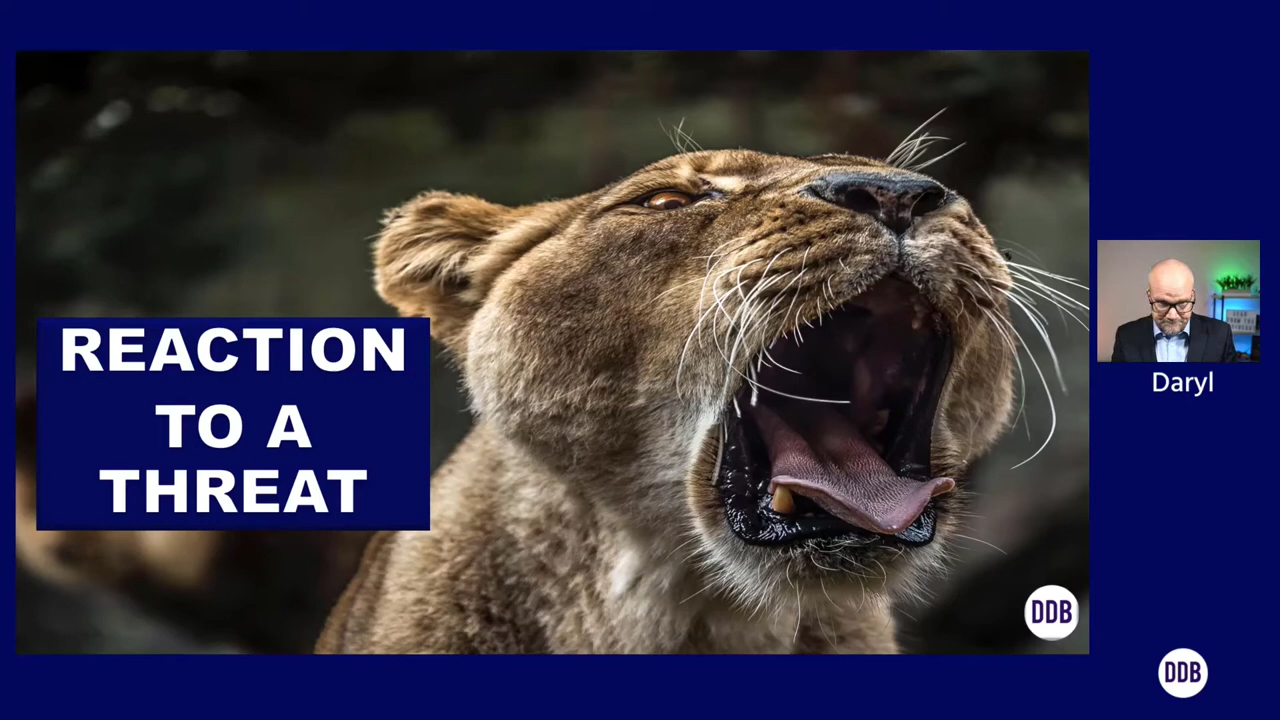 REACTION
TO A
THREAT
DDB
Daryl
DDB